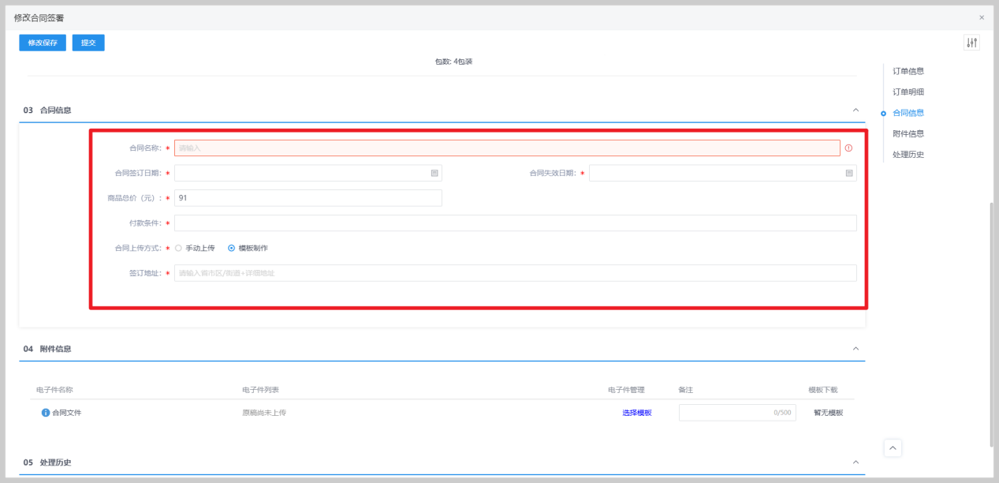 修改合同签署 ×
修改保存 提交
包数: 4包装
订单信息
订单明细
合同信息
附件信息
处理历史
03 合同信息
合同名称: * 请输入
合同签订日期: * 合同失效日期: *
商品总价（元）: * 91
付款条件: *
合同上传方式: * 手动上传 模板制作
签订地址: * 请输入省市区/街道+详细地址
04 附件信息
电子件名称 电子件列表 电子件管理 备注 模板下载
合同文件 原稿尚未上传 选择模板 0/500 暂无模板
05 处理历史